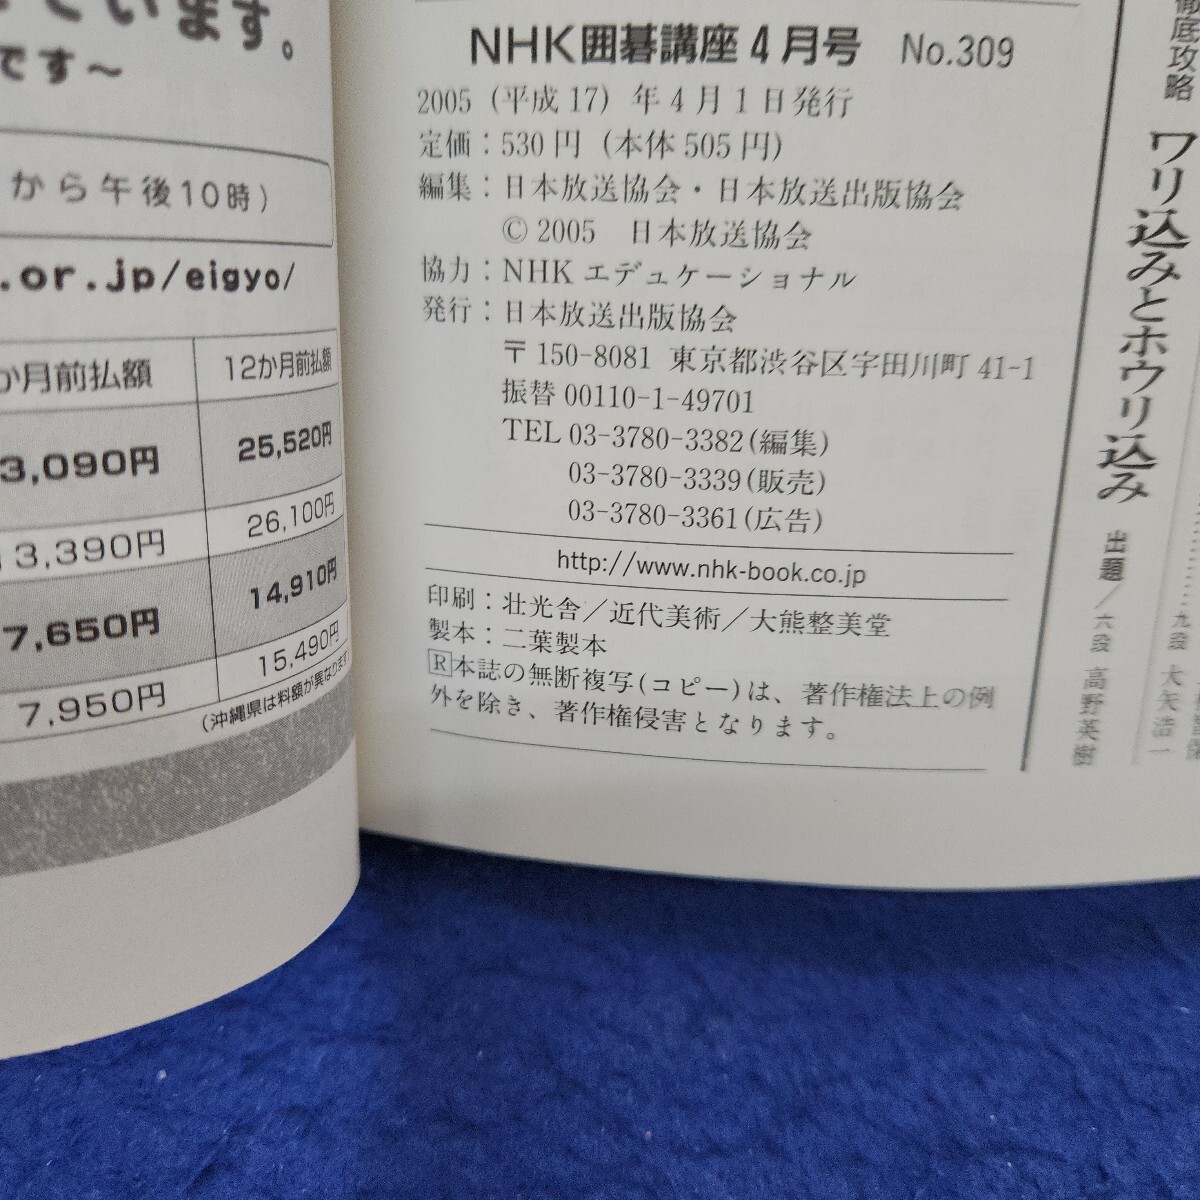 います。
です～
から午後10時)
.or.jp/eigyo/
か月前払額 12か月前払額
3,090円 25,520円
13,390円 26,100円
7,650円 14,910円
7,950円 15,490円
(沖縄県は料額が異なります)
NHK囲碁講座4月号 No.309
2005 (平成17) 年4月1日発行
定価：530円 (本体505円)
編集：日本放送協会・日本放送出版協会
© 2005 日本放送協会
協力：NHKエデュケーショナル
発行：日本放送出版協会
〒150-8081 東京都渋谷区宇田川町 41-1
振替 00110-1-49701
TEL 03-3780-3382(編集)
03-3780-3339(販売)
03-3780-3361(広告)
http://www.nhk-book.co.jp
印刷：壮光舎／近代美術／大熊整美堂
製本：二葉製本
R本誌の無断複写(コピー)は、著作権法上の例
外を除き、著作権侵害となります。
徹底攻略 ワリ込みとホウリ込み 出題／六段 高野英樹
九段 大矢浩一